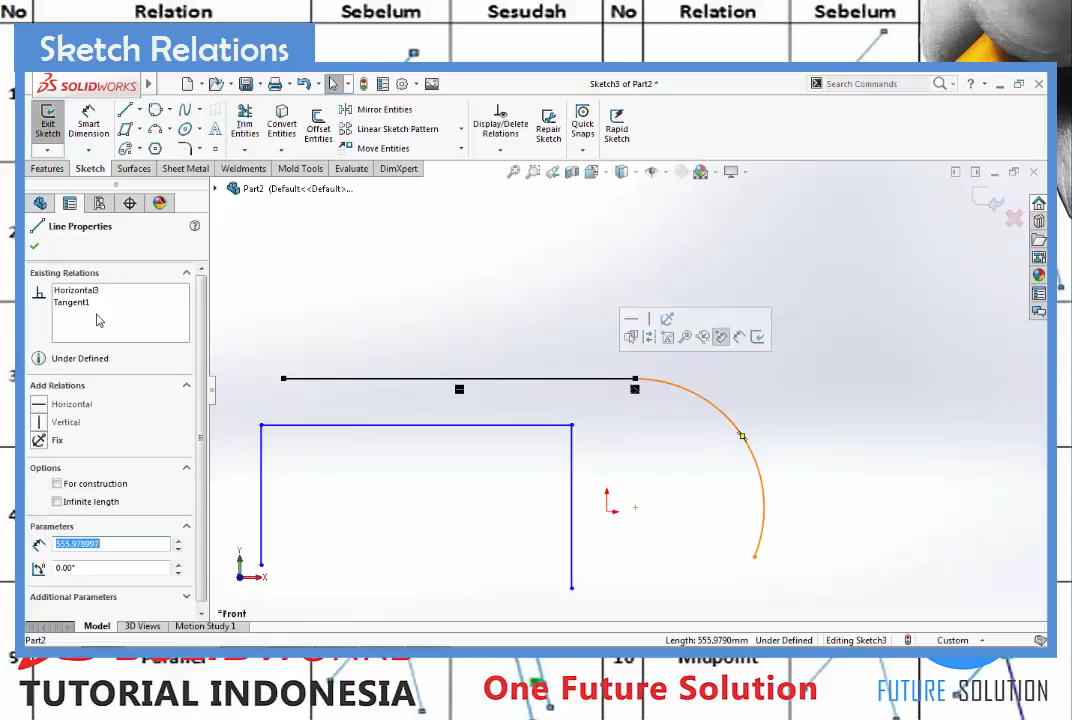 No Relation Sebelum Sesudah No Relation Sebelum
Sketch Relations
SOLIDWORKS
Sketch3 of Part2 *
Search Commands
Exit Sketch
Smart Dimension
Trim Entities
Convert Entities
Offset Entities
Mirror Entities
Linear Sketch Pattern
Move Entities
Display/Delete Relations
Repair Sketch
Quick Snaps
Rapid Sketch
Features Sketch Surfaces Sheet Metal Weldments Mold Tools Evaluate DimXpert
Part2 (Default<<Default>...
Line Properties
Existing Relations
Horizontal3
Tangent1
Under Defined
Add Relations
Horizontal
Vertical
Fix
Options
For construction
Infinite length
Parameters
555.978997
0.00°
Additional Parameters
Y
X
*Front
Model 3D Views Motion Study 1
Part2
Length: 555.9790mm Under Defined Editing Sketch3 Custom
Parallel
10 Midpoint
TUTORIAL INDONESIA
One Future Solution
FUTURE SOLUTION